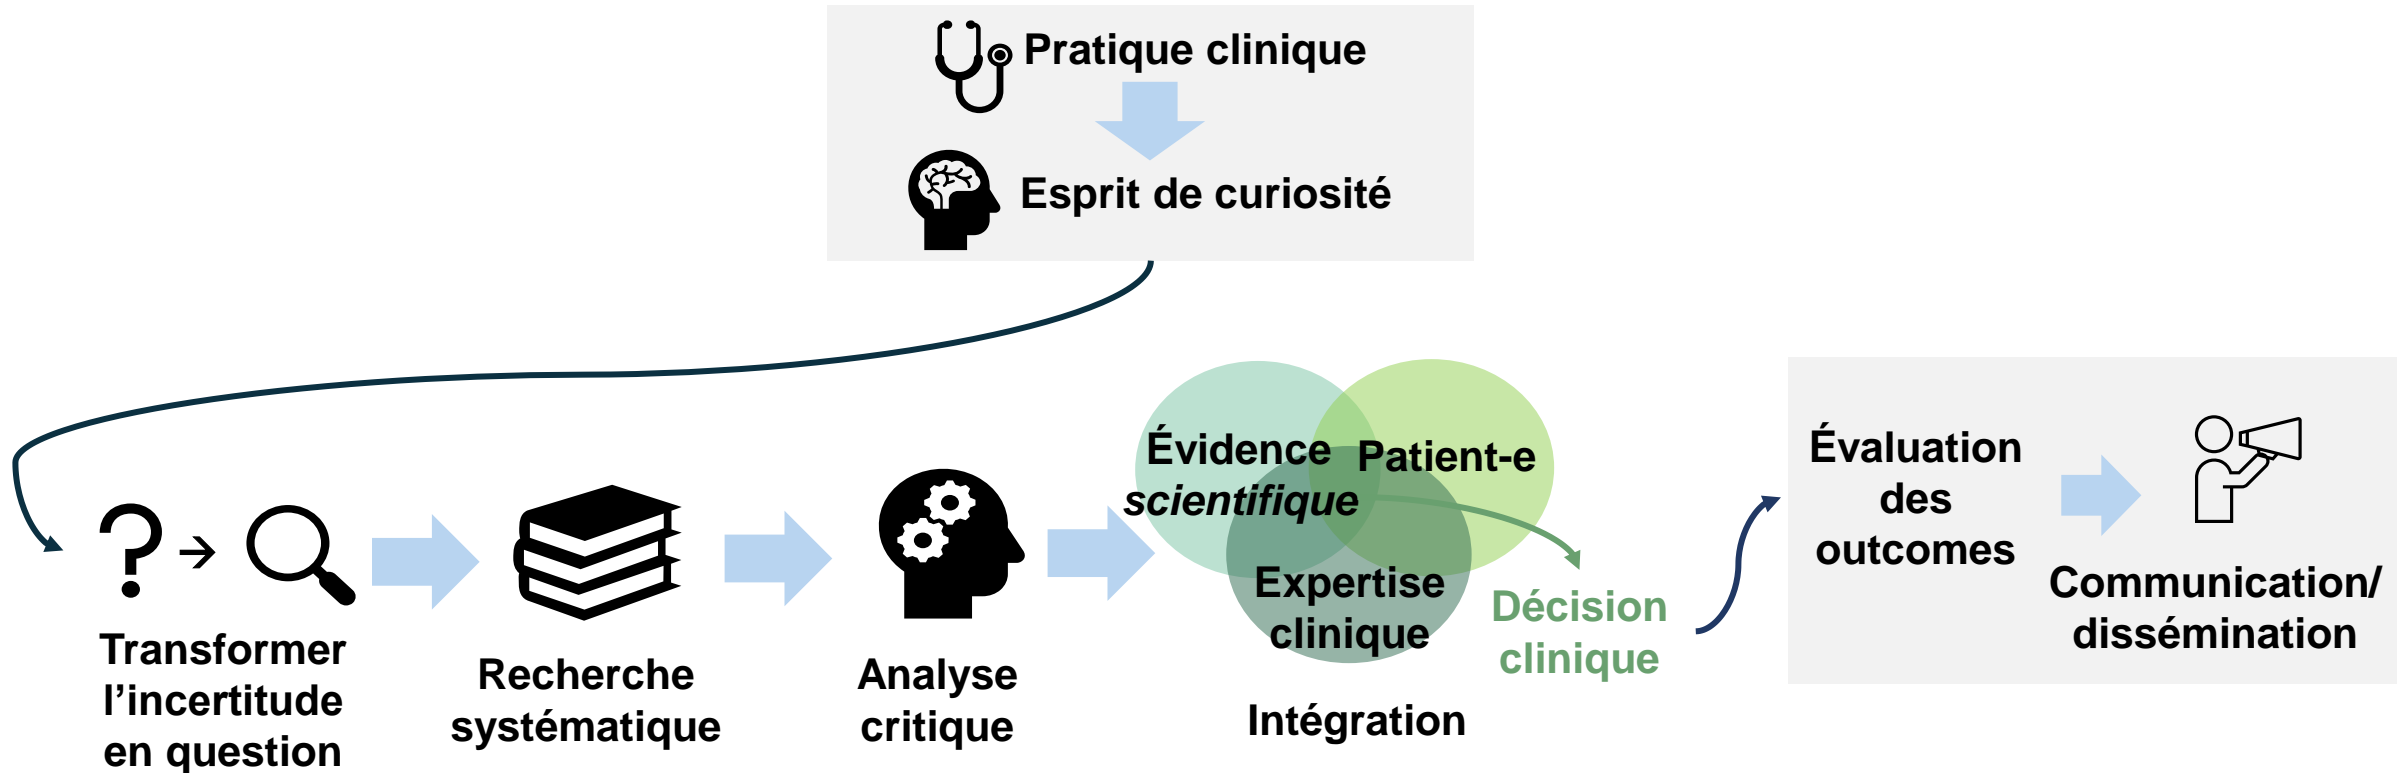 Pratique clinique
Esprit de curiosité
Transformer
l’incertitude
en question
Recherche
systématique
Analyse
critique
Évidence
scientifique
Patient-e
Expertise
clinique
Intégration
Décision
clinique
Évaluation
des
outcomes
Communication/
dissémination